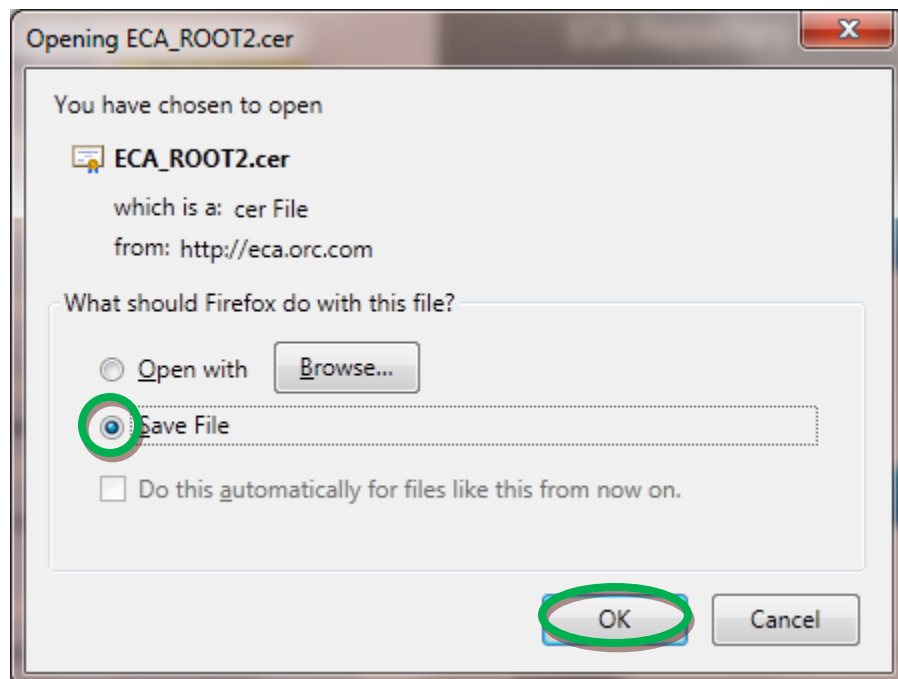 Opening ECA_ROOT2.cer
You have chosen to open
ECA_ROOT2.cer
which is a: cer File
from: http://eca.orc.com
What should Firefox do with this file?
Open with Browse...
Save File
Do this automatically for files like this from now on.
OK Cancel